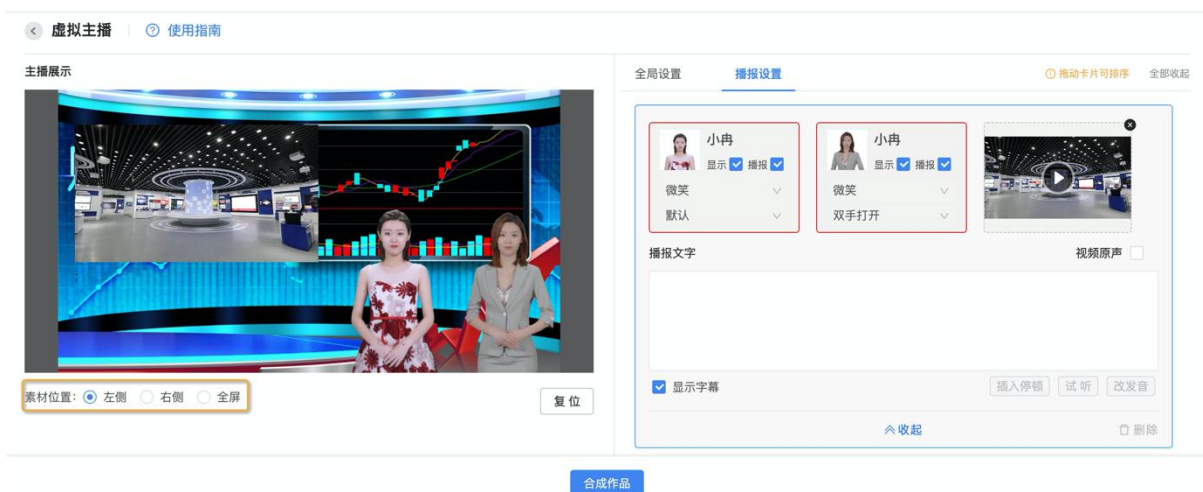 虚拟主播
使用指南
主播展示
素材位置: 左侧 右侧 全屏
复位
全局设置 播报设置 拖动卡片可排序 全部收起
小冉
显示 播报
微笑
默认
小冉
显示 播报
微笑
双手打开
播报文字 视频原声
显示字幕 插入停顿 试听 改发音
收起 删除
合成作品